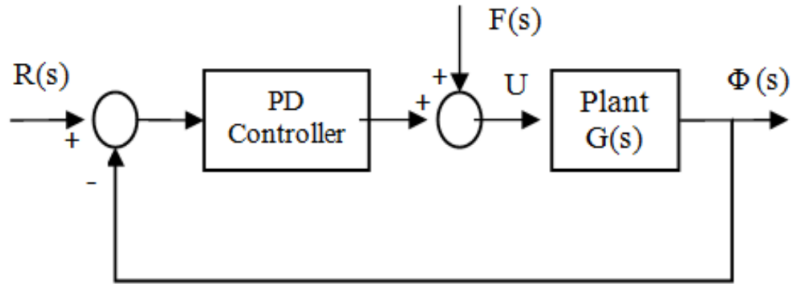 F(s)
R(s)
+
-
PD
Controller
+
+
U
Plant
G(s)
Φ (s)